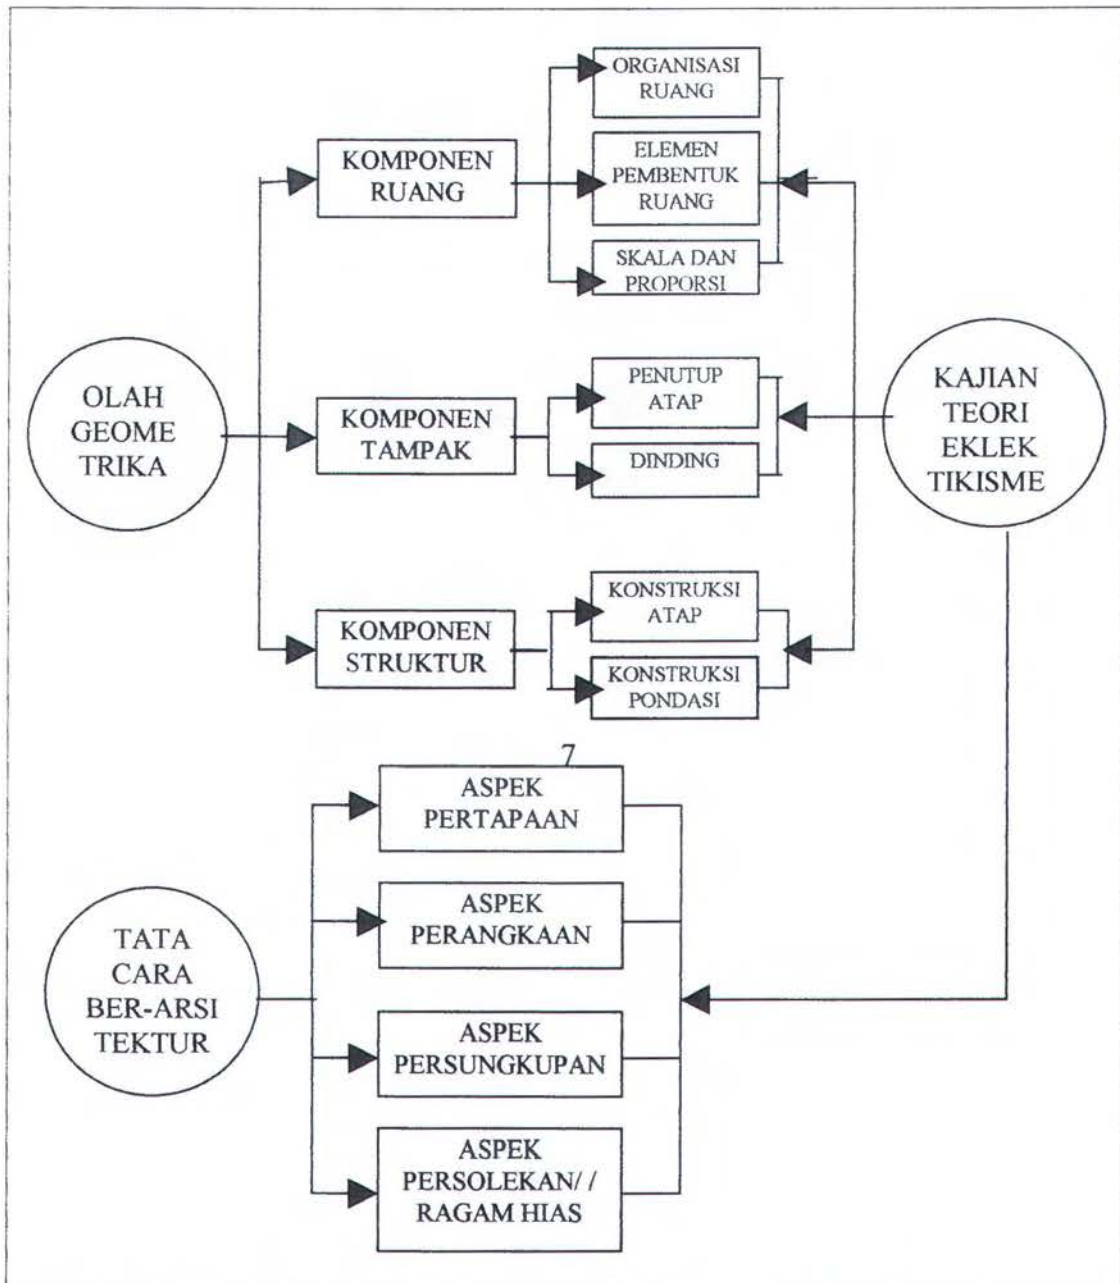 ORGANISASI
RUANG
KOMPONEN
RUANG
ELEMEN
PEMBENTUK
RUANG
SKALA DAN
PROPORSI
OLAH
GEOME
TRIKA
KOMPONEN
TAMPAK
PENUTUP
ATAP
DINDING
KAJIAN
TEORI
EKLEK
TIKISME
KOMPONEN
STRUKTUR
KONSTRUKSI
ATAP
KONSTRUKSI
PONDASI
7
ASPEK
PERTAPAAN
ASPEK
PERANGKAAN
TATA
CARA
BER-ARSI
TEKTUR
ASPEK
PERSUNGKUPAN
ASPEK
PERSOLEKAN/ /
RAGAM HIAS